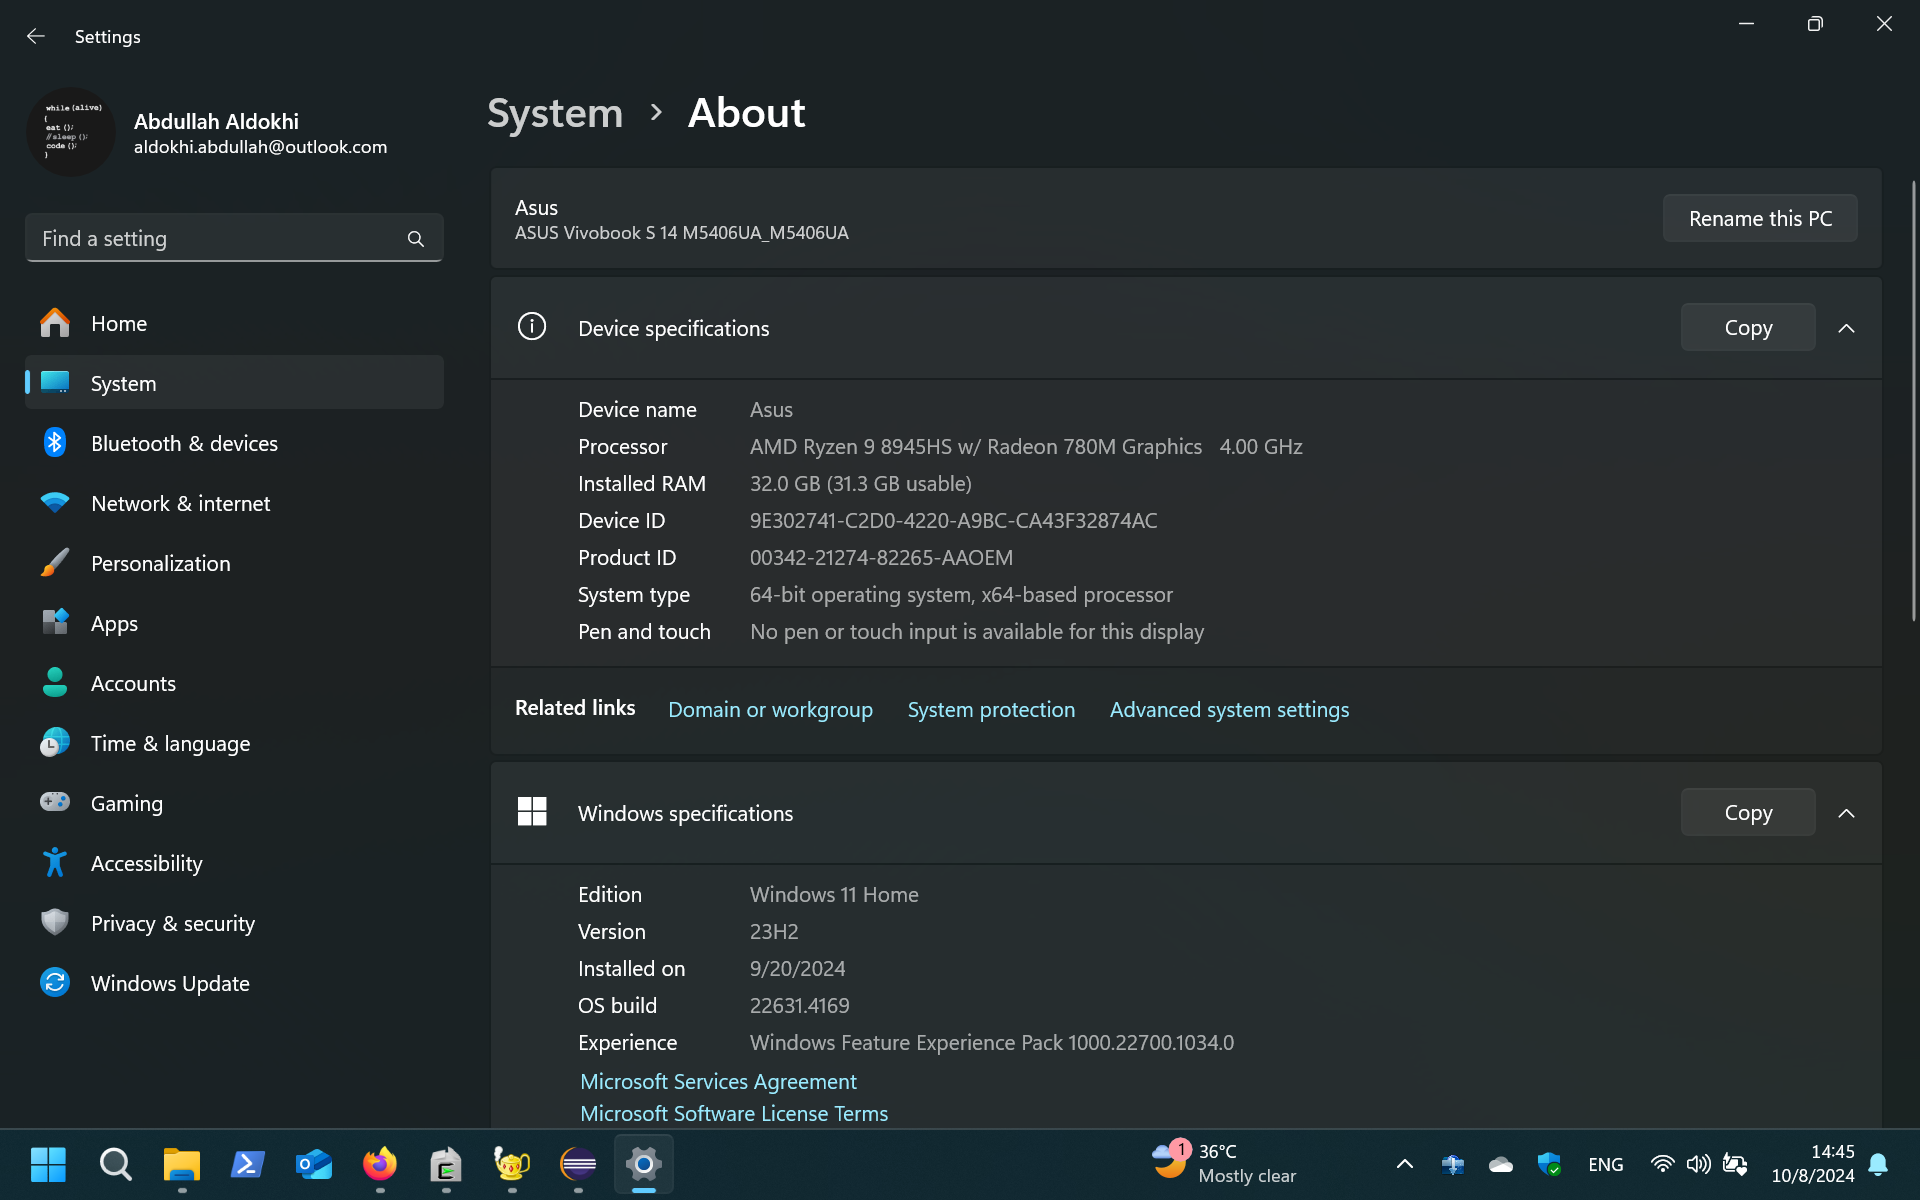 Settings
while (alive)
{
eat ();
//sleep ();
code ();
}
Abdullah Aldokhi
aldokhi.abdullah@outlook.com
Find a setting
Home
System
Bluetooth & devices
Network & internet
Personalization
Apps
Accounts
Time & language
Gaming
Accessibility
Privacy & security
Windows Update
System › About
Asus
ASUS Vivobook S 14 M5406UA_M5406UA
Rename this PC
Device specifications
Copy
Device name Asus
Processor AMD Ryzen 9 8945HS w/ Radeon 780M Graphics 4.00 GHz
Installed RAM 32.0 GB (31.3 GB usable)
Device ID 9E302741-C2D0-4220-A9BC-CA43F32874AC
Product ID 00342-21274-82265-AAOEM
System type 64-bit operating system, x64-based processor
Pen and touch No pen or touch input is available for this display
Related links Domain or workgroup System protection Advanced system settings
Windows specifications
Copy
Edition Windows 11 Home
Version 23H2
Installed on 9/20/2024
OS build 22631.4169
Experience Windows Feature Experience Pack 1000.22700.1034.0
Microsoft Services Agreement
Microsoft Software License Terms
1
36°C
Mostly clear
ENG
14:45
10/8/2024